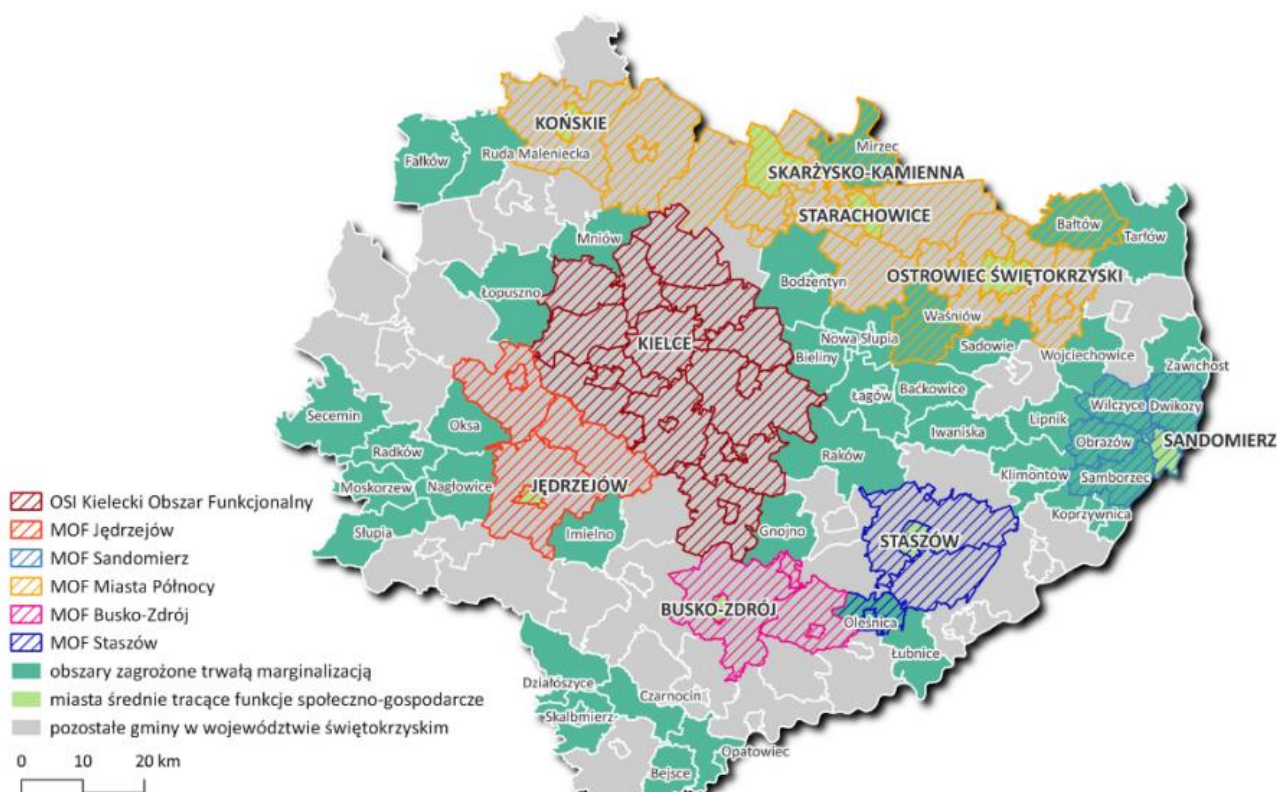 KOŃSKIE
Fałków
Ruda Maleniecka
Mirzec
SKARŻYSKO-KAMIENNA
STARACHOWICE
Mniów
Bałtów
Tarłów
Bodzentyn
OSTROWIEC ŚWIĘTOKRZYSKI
Łopuszno
Waśniów
KIELCE
Nowa Słupia
Sadowie
Bieliny
Wojciechowice
Zawichost
Łagów
Baćkowice
Wilczyce
Dwikozy
Secemin
Oksa
Lipnik
Iwaniska
Obrazów
SANDOMIERZ
Radków
Raków
Klimontów
Samborzec
Moskorzew
Nagłowice
JĘDRZEJÓW
Koprzywnica
Słupia
Imielno
Gnojno
STASZÓW
BUSKO-ZDRÓJ
Oleśnica
Łubnice
Działoszyce
Czarnocin
Skalbmierz
Opatowiec
Bejsce
OSI Kielecki Obszar Funkcjonalny
MOF Jędrzejów
MOF Sandomierz
MOF Miasta Północy
MOF Busko-Zdrój
MOF Staszów
obszary zagrożone trwałą marginalizacją
miasta średnie tracące funkcje społeczno-gospodarcze
pozostałe gminy w województwie świętokrzyskim
0 10 20 km